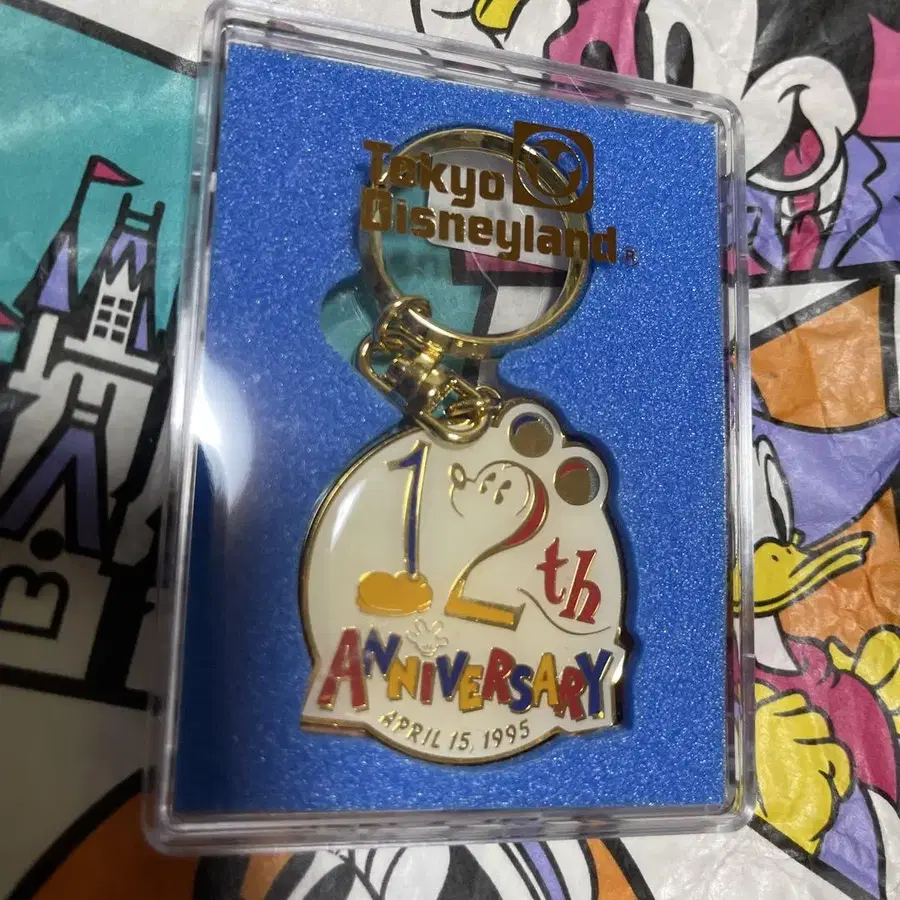 Tokyo
Disneyland®
12th
ANNIVERSARY
APRIL 15, 1995
B.